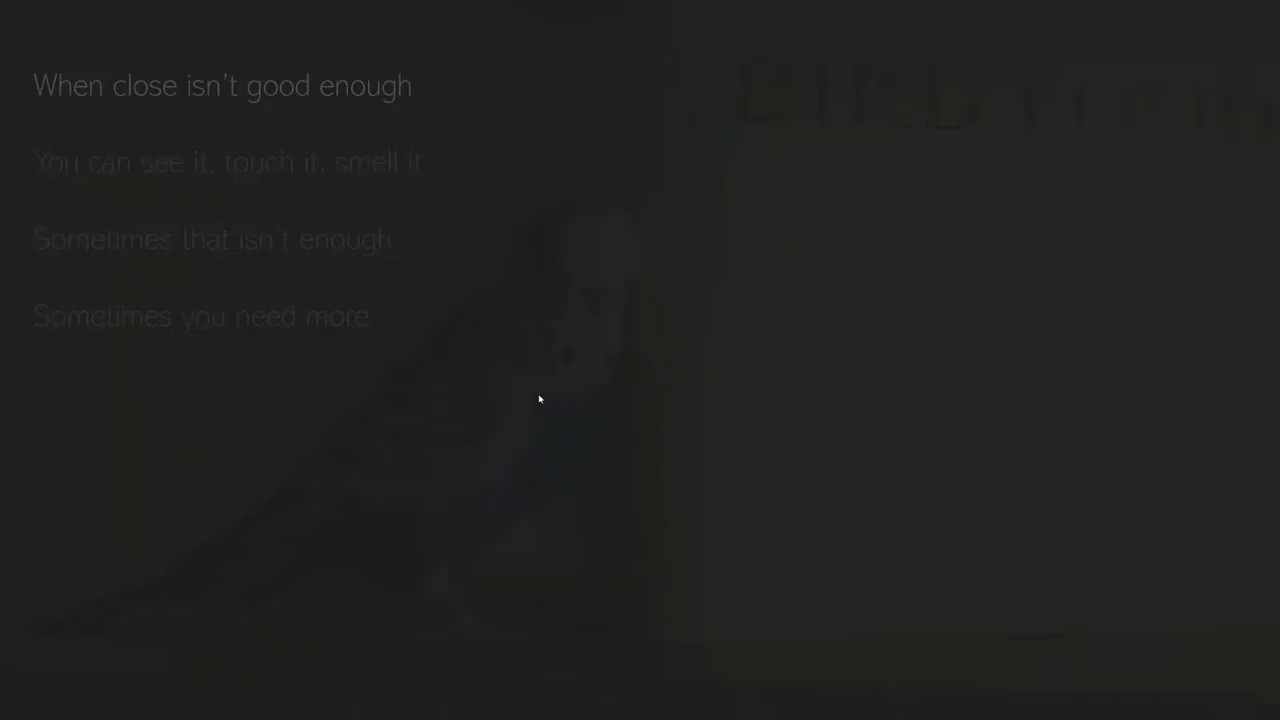 When close isn't good enough
You can see it, touch it, smell it
Sometimes that isn't enough
Sometimes you need more